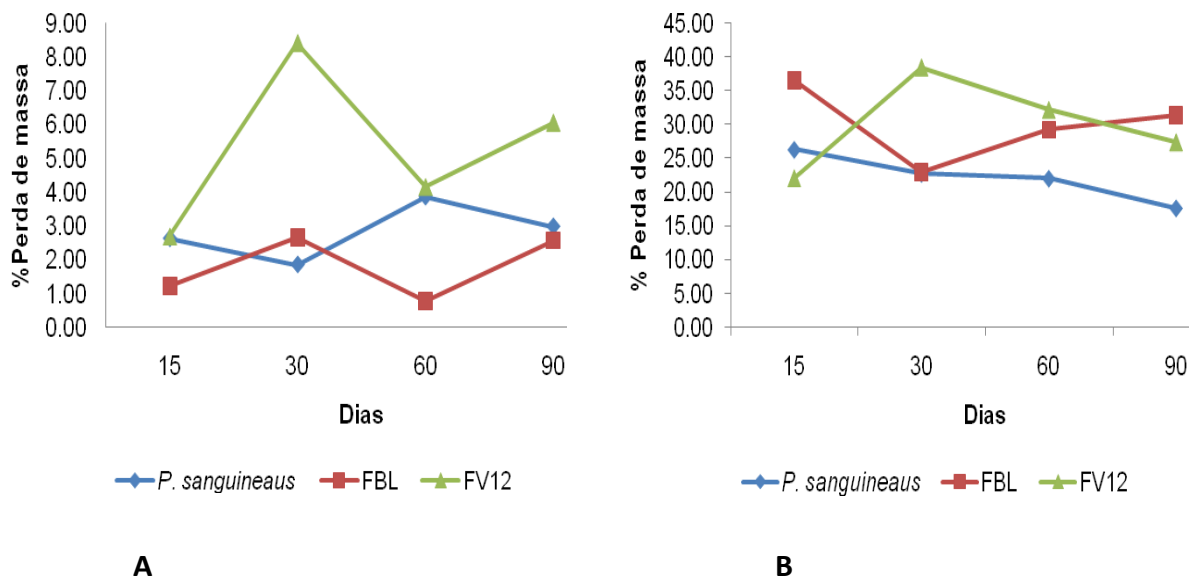 %Perda de massa
9.00
8.00
7.00
6.00
5.00
4.00
3.00
2.00
1.00
0.00
15 30 60 90
Dias
P. sanguineaus FBL FV12
A
% Perda de massa
45.00
40.00
35.00
30.00
25.00
20.00
15.00
10.00
5.00
0.00
15 30 60 90
Dias
P. sanguineaus FBL FV12
B